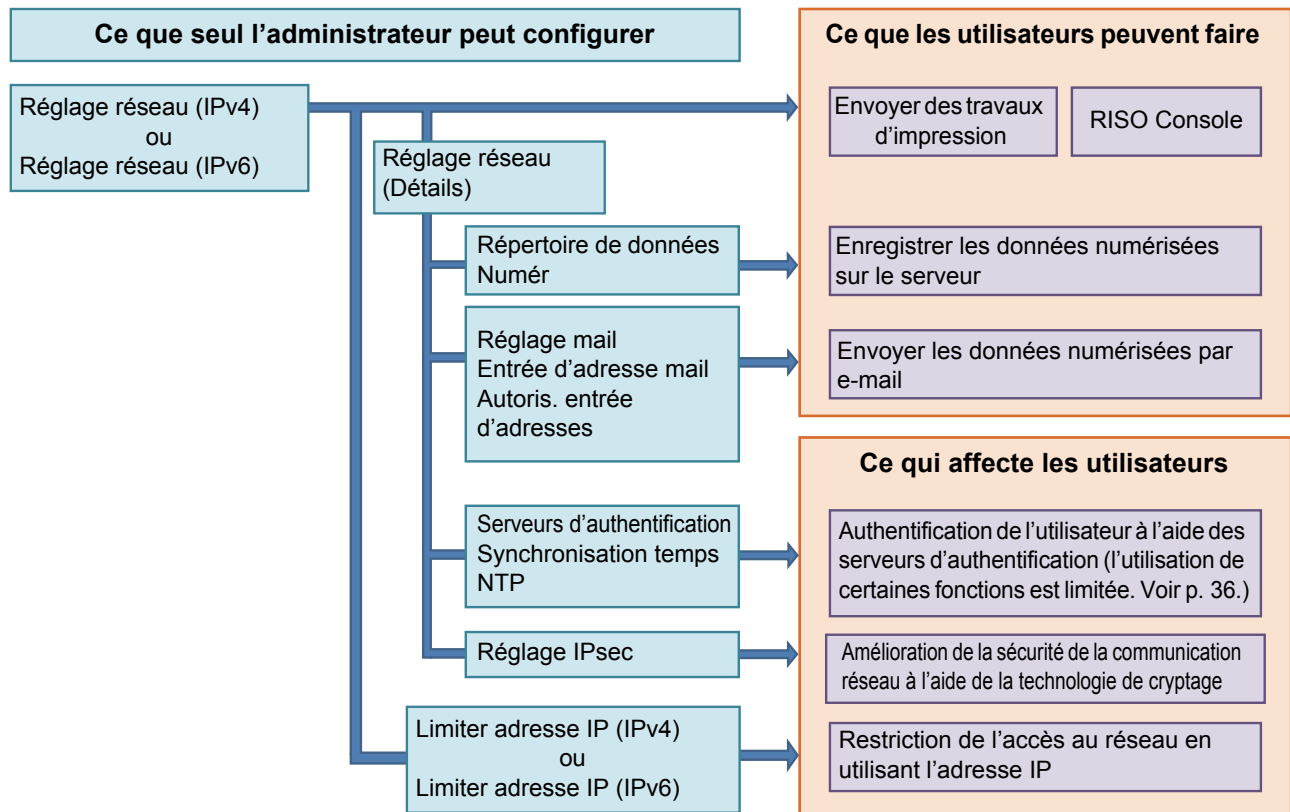 Ce que seul l’administrateur peut configurer
Réglage réseau (IPv4)
ou
Réglage réseau (IPv6)
Réglage réseau
(Détails)
Répertoire de données
Numér
Réglage mail
Entrée d’adresse mail
Autoris. entrée
d’adresses
Serveurs d’authentification
Synchronisation temps
NTP
Réglage IPsec
Limiter adresse IP (IPv4)
ou
Limiter adresse IP (IPv6)
Ce que les utilisateurs peuvent faire
Envoyer des travaux
d’impression
RISO Console
Enregistrer les données numérisées
sur le serveur
Envoyer les données numérisées par
e-mail
Ce qui affecte les utilisateurs
Authentification de l’utilisateur à l’aide des
serveurs d’authentification (l’utilisation de
certaines fonctions est limitée. Voir p. 36.)
Amélioration de la sécurité de la communication
réseau à l’aide de la technologie de cryptage
Restriction de l’accès au réseau en
utilisant l’adresse IP